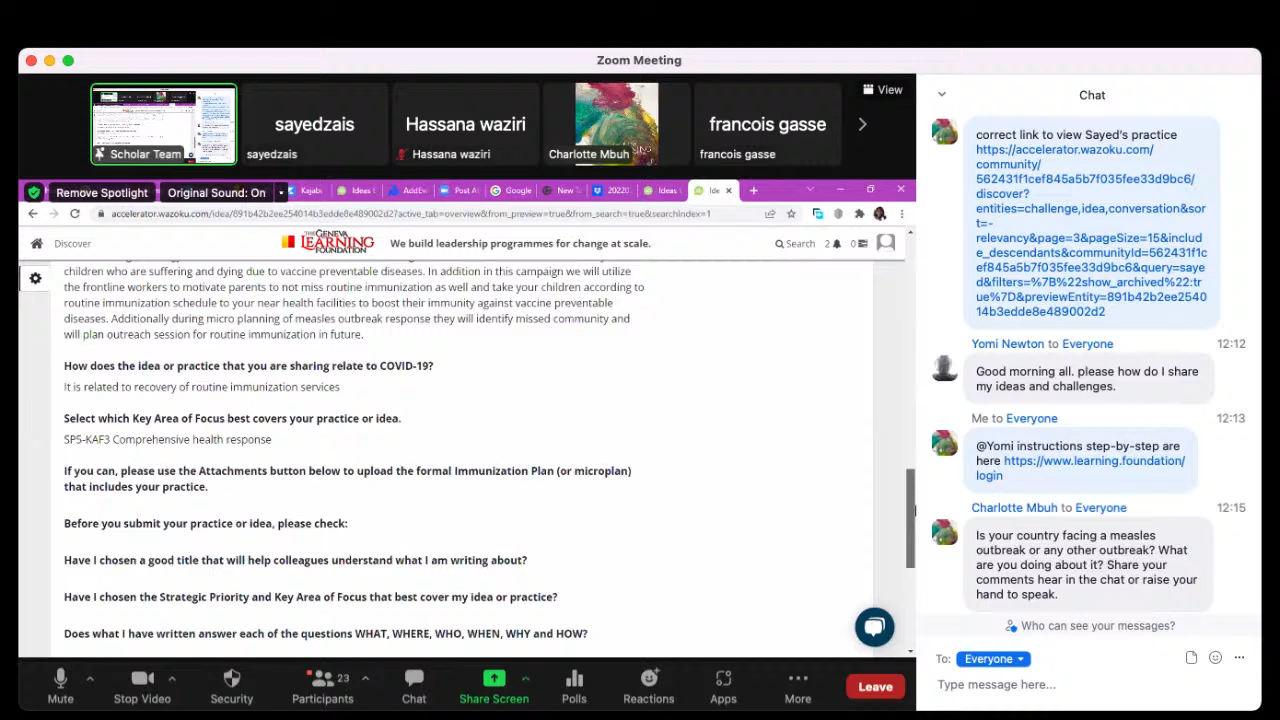 Zoom Meeting
View
Chat
sayedzais
Hassana waziri
francois gasse
Scholar Team
sayedzais
Hassana waziri
Charlotte Mbuh
francois gasse
Remove Spotlight
Original Sound: On
Kajabi
Ideas
AddEv
Post Al
Google
New T
20220
Ideas
Ide
accelerator.wazoku.com/idea/891b42b2ee254014b3edde8e489002d2?active_tab=overview&from_preview=true&from_search=true&searchIndex=1
Discover
THE GENEVA
LEARNING
FOUNDATION
We build leadership programmes for change at scale.
Search
2
0
children who are suffering and dying due to vaccine preventable diseases. In addition in this campaign we will utilize
the frontline workers to motivate parents to not miss routine immunization as well and take your children according to
routine immunization schedule to your near health facilities to boost their immunity against vaccine preventable
diseases. Additionally during micro planning of measles outbreak response they will identify missed community and
will plan outreach session for routine immunization in future.
How does the idea or practice that you are sharing relate to COVID-19?
It is related to recovery of routine immunization services
Select which Key Area of Focus best covers your practice or idea.
SP5-KAF3 Comprehensive health response
If you can, please use the Attachments button below to upload the formal Immunization Plan (or microplan)
that includes your practice.
Before you submit your practice or idea, please check:
Have I chosen a good title that will help colleagues understand what I am writing about?
Have I chosen the Strategic Priority and Key Area of Focus that best cover my idea or practice?
Does what I have written answer each of the questions WHAT, WHERE, WHO, WHEN, WHY and HOW?
correct link to view Sayed's practice
https://accelerator.wazoku.com/
community/
562431f1cef845a5b7f035fee33d9bc6/
discover?
entities=challenge,idea,conversation&sor
t=-
relevancy&page=3&pageSize=15&includ
e_descendants&communityId=562431f1c
ef845a5b7f035fee33d9bc6&query=saye
d&filters=%7B%22show_archived%22:tr
ue%7D&previewEntity=891b42b2ee2540
14b3edde8e489002d2
Yomi Newton to Everyone 12:12
Good morning all. please how do I share
my ideas and challenges.
Me to Everyone 12:13
@Yomi instructions step-by-step are
here https://www.learning.foundation/
login
Charlotte Mbuh to Everyone 12:15
Is your country facing a measles
outbreak or any other outbreak? What
are you doing about it? Share your
comments hear in the chat or raise your
hand to speak.
Who can see your messages?
To: Everyone
Type message here...
Mute
Stop Video
Security
Participants
23
Chat
Share Screen
Polls
Reactions
Apps
More
Leave